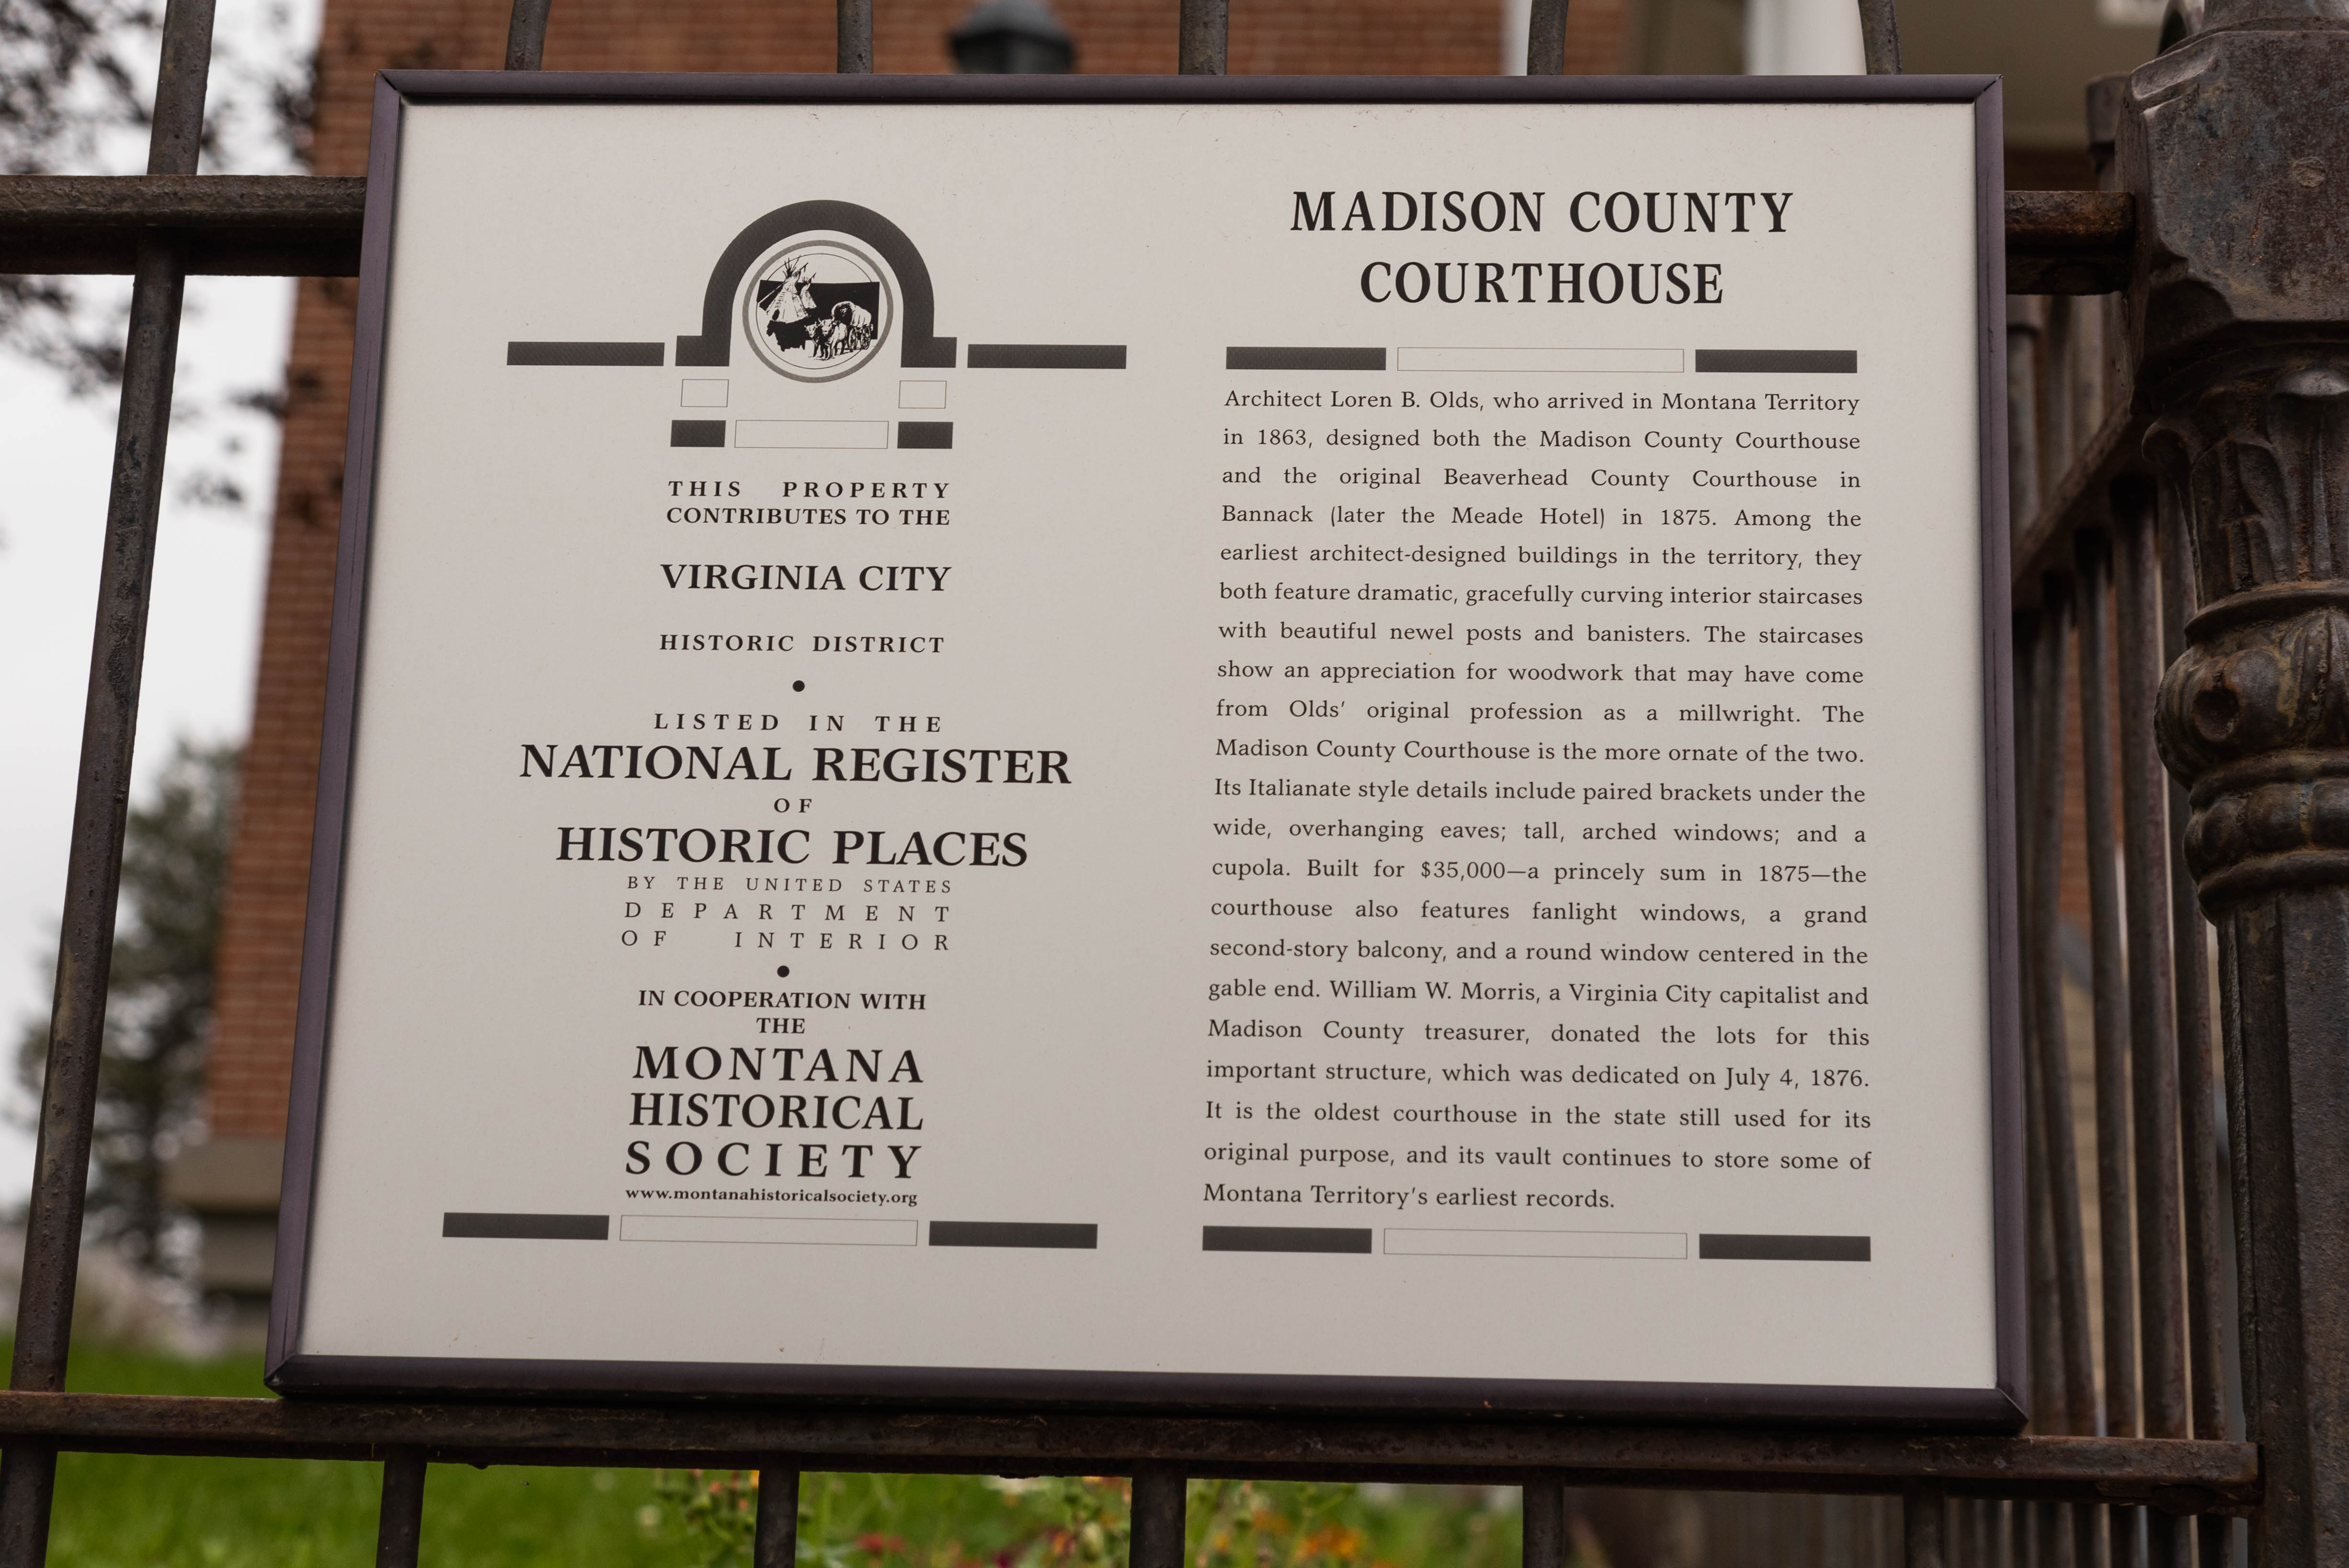 THIS PROPERTY
CONTRIBUTES TO THE
VIRGINIA CITY
HISTORIC DISTRICT
•
LISTED IN THE
NATIONAL REGISTER
OF
HISTORIC PLACES
BY THE UNITED STATES
DEPARTMENT
OF INTERIOR
•
IN COOPERATION WITH
THE
MONTANA
HISTORICAL
SOCIETY
www.montanahistoricalsociety.org
MADISON COUNTY
COURTHOUSE
Architect Loren B. Olds, who arrived in Montana Territory
in 1863, designed both the Madison County Courthouse
and the original Beaverhead County Courthouse in
Bannack (later the Meade Hotel) in 1875. Among the
earliest architect-designed buildings in the territory, they
both feature dramatic, gracefully curving interior staircases
with beautiful newel posts and banisters. The staircases
show an appreciation for woodwork that may have come
from Olds' original profession as a millwright. The
Madison County Courthouse is the more ornate of the two.
Its Italianate style details include paired brackets under the
wide, overhanging eaves; tall, arched windows; and a
cupola. Built for $35,000—a princely sum in 1875—the
courthouse also features fanlight windows, a grand
second-story balcony, and a round window centered in the
gable end. William W. Morris, a Virginia City capitalist and
Madison County treasurer, donated the lots for this
important structure, which was dedicated on July 4, 1876.
It is the oldest courthouse in the state still used for its
original purpose, and its vault continues to store some of
Montana Territory's earliest records.